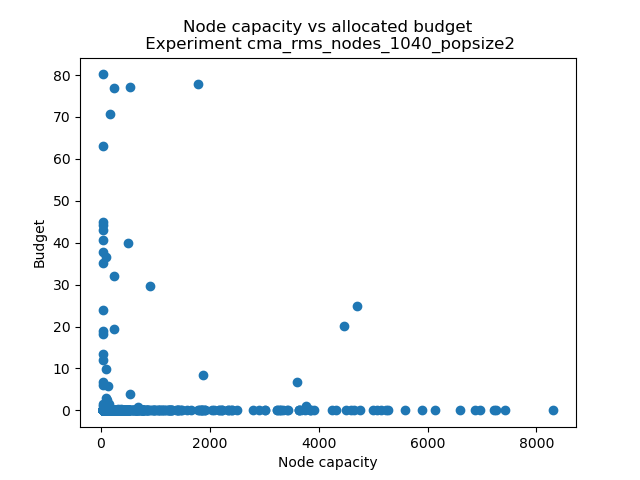 Node capacity vs allocated budget
Experiment cma_rms_nodes_1040_popsize2
80
70
60
50
40
30
20
10
0
Budget
0 2000 4000 6000 8000
Node capacity